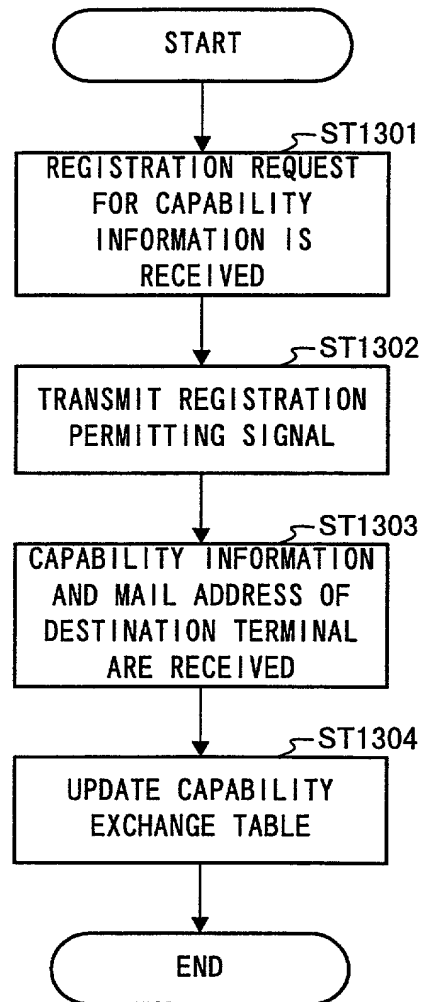 START
ST1301
REGISTRATION REQUEST
FOR CAPABILITY
INFORMATION IS
RECEIVED
ST1302
TRANSMIT REGISTRATION
PERMITTING SIGNAL
ST1303
CAPABILITY INFORMATION
AND MAIL ADDRESS OF
DESTINATION TERMINAL
ARE RECEIVED
ST1304
UPDATE CAPABILITY
EXCHANGE TABLE
END